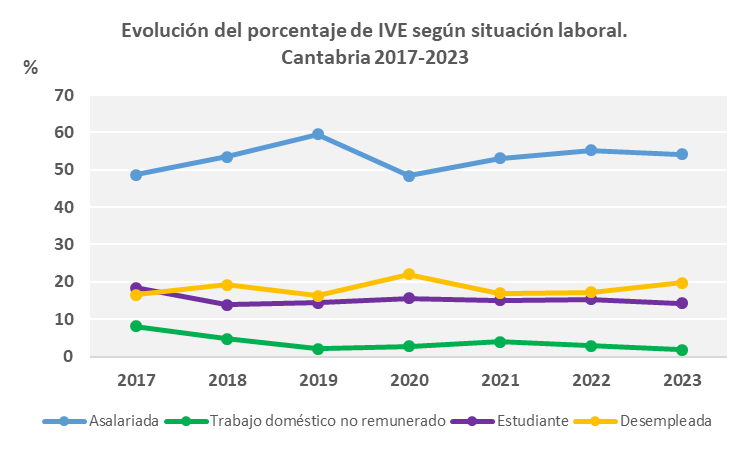 Evolución del porcentaje de IVE según situación laboral.
Cantabria 2017-2023
%
70
60
50
40
30
20
10
0
2017 2018 2019 2020 2021 2022 2023
Asalariada Trabajo doméstico no remunerado Estudiante Desempleada